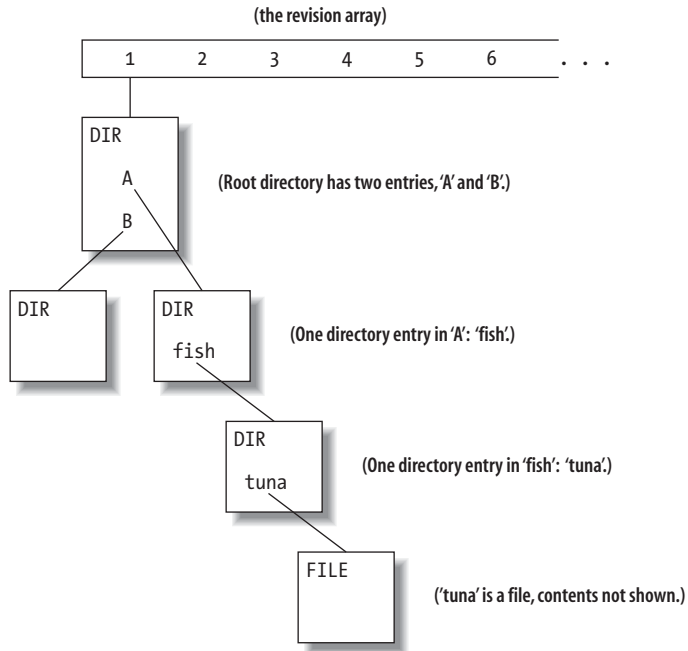 (the revision array)
1 2 3 4 5 6 . . .
DIR
A
B
(Root directory has two entries, ‘A’ and ‘B’.)
DIR
DIR
fish
(One directory entry in ‘A’: ‘fish’.)
DIR
tuna
(One directory entry in ‘fish’: ‘tuna’.)
FILE
(‘tuna’ is a file, contents not shown.)